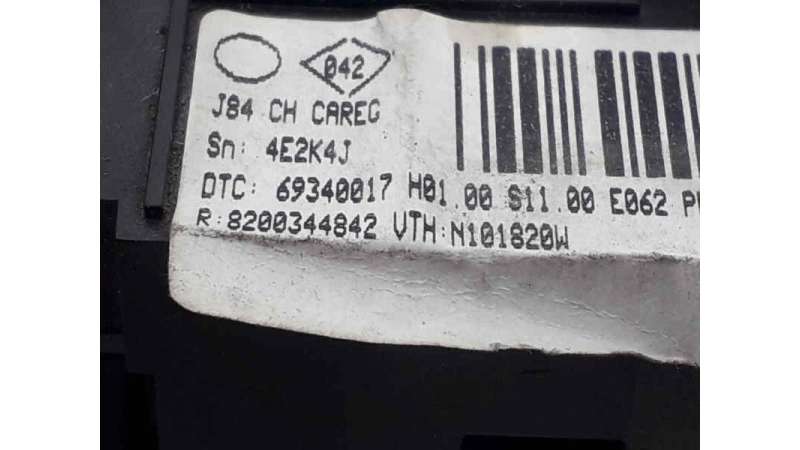 042
J84 CH CAREG
Sn: 4E2K4J
DTC: 69340017 H01.00 S11.00 E062
R:8200344842 VTH:N101820W